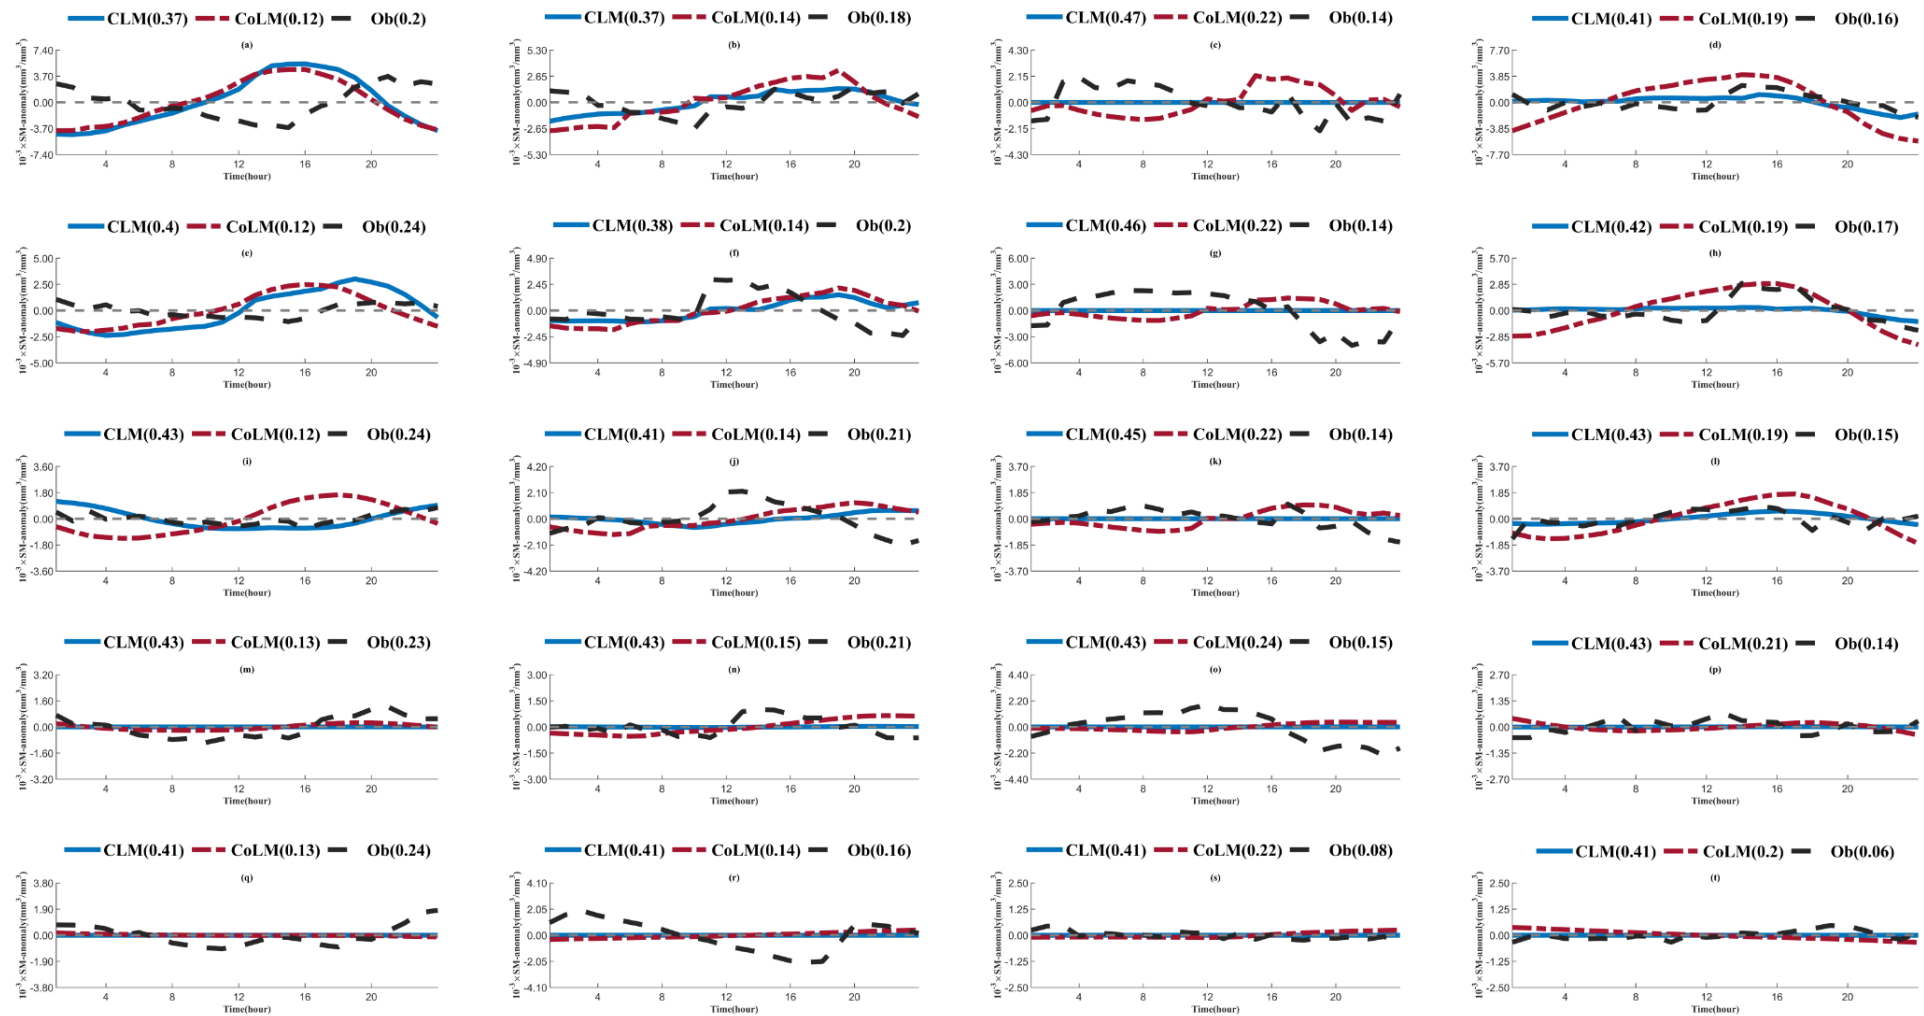 CLM(0.37) CoLM(0.12) Ob(0.2)
(a)
10⁻³×SM-anomaly(mm³/mm³)
7.40
3.70
0.00
-3.70
-7.40
4 8 12 16 20
Time(hour)
CLM(0.37) CoLM(0.14) Ob(0.18)
(b)
10⁻³×SM-anomaly(mm³/mm³)
5.30
2.65
0.00
-2.65
-5.30
4 8 12 16 20
Time(hour)
CLM(0.47) CoLM(0.22) Ob(0.14)
(c)
10⁻³×SM-anomaly(mm³/mm³)
4.30
2.15
0.00
-2.15
-4.30
4 8 12 16 20
Time(hour)
CLM(0.41) CoLM(0.19) Ob(0.16)
(d)
10⁻³×SM-anomaly(mm³/mm³)
7.70
3.85
0.00
-3.85
-7.70
4 8 12 16 20
Time(hour)
CLM(0.4) CoLM(0.12) Ob(0.24)
(e)
10⁻³×SM-anomaly(mm³/mm³)
5.00
2.50
0.00
-2.50
-5.00
4 8 12 16 20
Time(hour)
CLM(0.38) CoLM(0.14) Ob(0.2)
(f)
10⁻³×SM-anomaly(mm³/mm³)
4.90
2.45
0.00
-2.45
-4.90
4 8 12 16 20
Time(hour)
CLM(0.46) CoLM(0.22) Ob(0.14)
(g)
10⁻³×SM-anomaly(mm³/mm³)
6.00
3.00
0.00
-3.00
-6.00
4 8 12 16 20
Time(hour)
CLM(0.42) CoLM(0.19) Ob(0.17)
(h)
10⁻³×SM-anomaly(mm³/mm³)
5.70
2.85
0.00
-2.85
-5.70
4 8 12 16 20
Time(hour)
CLM(0.43) CoLM(0.12) Ob(0.24)
(i)
10⁻³×SM-anomaly(mm³/mm³)
3.60
1.80
0.00
-1.80
-3.60
4 8 12 16 20
Time(hour)
CLM(0.41) CoLM(0.14) Ob(0.21)
(j)
10⁻³×SM-anomaly(mm³/mm³)
4.20
2.10
0.00
-2.10
-4.20
4 8 12 16 20
Time(hour)
CLM(0.45) CoLM(0.22) Ob(0.14)
(k)
10⁻³×SM-anomaly(mm³/mm³)
3.70
1.85
0.00
-1.85
-3.70
4 8 12 16 20
Time(hour)
CLM(0.43) CoLM(0.19) Ob(0.15)
(l)
10⁻³×SM-anomaly(mm³/mm³)
3.70
1.85
0.00
-1.85
-3.70
4 8 12 16 20
Time(hour)
CLM(0.43) CoLM(0.13) Ob(0.23)
(m)
10⁻³×SM-anomaly(mm³/mm³)
3.20
1.60
0.00
-1.60
-3.20
4 8 12 16 20
Time(hour)
CLM(0.43) CoLM(0.15) Ob(0.21)
(n)
10⁻³×SM-anomaly(mm³/mm³)
3.00
1.50
0.00
-1.50
-3.00
4 8 12 16 20
Time(hour)
CLM(0.43) CoLM(0.24) Ob(0.15)
(o)
10⁻³×SM-anomaly(mm³/mm³)
4.40
2.20
0.00
-2.20
-4.40
4 8 12 16 20
Time(hour)
CLM(0.43) CoLM(0.21) Ob(0.14)
(p)
10⁻³×SM-anomaly(mm³/mm³)
2.70
1.35
0.00
-1.35
-2.70
4 8 12 16 20
Time(hour)
CLM(0.41) CoLM(0.13) Ob(0.24)
(q)
10⁻³×SM-anomaly(mm³/mm³)
3.80
1.90
0.00
-1.90
-3.80
4 8 12 16 20
Time(hour)
CLM(0.41) CoLM(0.14) Ob(0.16)
(r)
10⁻³×SM-anomaly(mm³/mm³)
4.10
2.05
0.00
-2.05
-4.10
4 8 12 16 20
Time(hour)
CLM(0.41) CoLM(0.22) Ob(0.08)
(s)
10⁻³×SM-anomaly(mm³/mm³)
2.50
1.25
0.00
-1.25
-2.50
4 8 12 16 20
Time(hour)
CLM(0.41) CoLM(0.2) Ob(0.06)
(t)
10⁻³×SM-anomaly(mm³/mm³)
2.50
1.25
0.00
-1.25
-2.50
4 8 12 16 20
Time(hour)